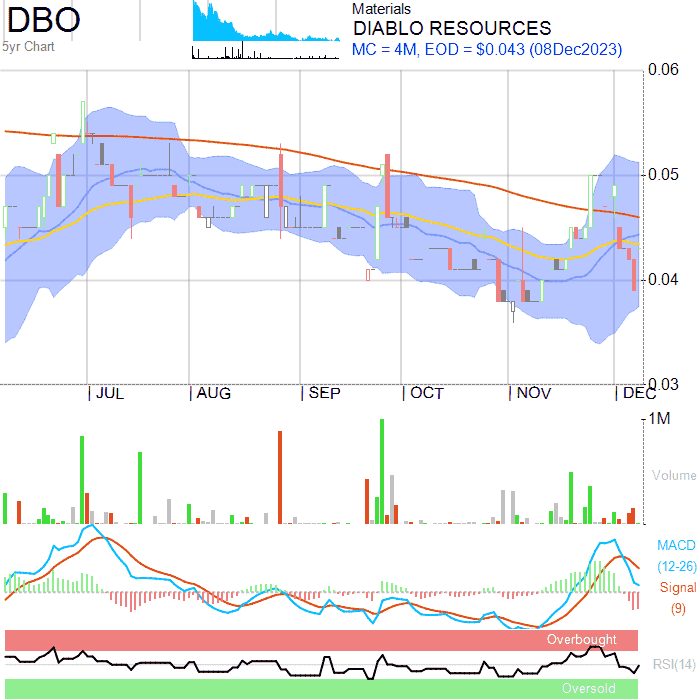 DBO
5yr Chart
Materials
DIABLO RESOURCES
MC = 4M, EOD = $0.043 (08Dec2023)
0.06
0.05
0.04
0.03
JUL AUG SEP OCT NOV DEC
1M
Volume
MACD
(12-26)
Signal
(9)
Overbought
RSI(14)
Oversold